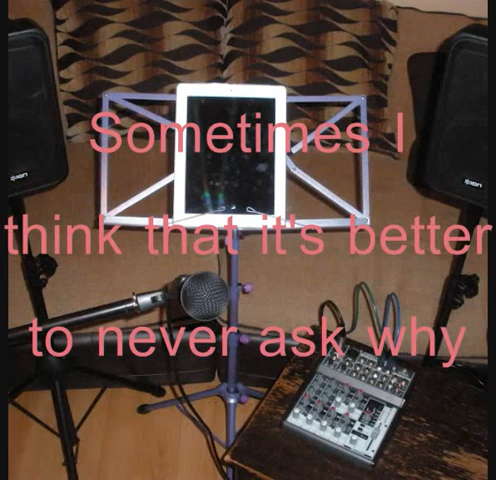 Sometimes I
think that it's better
to never ask why